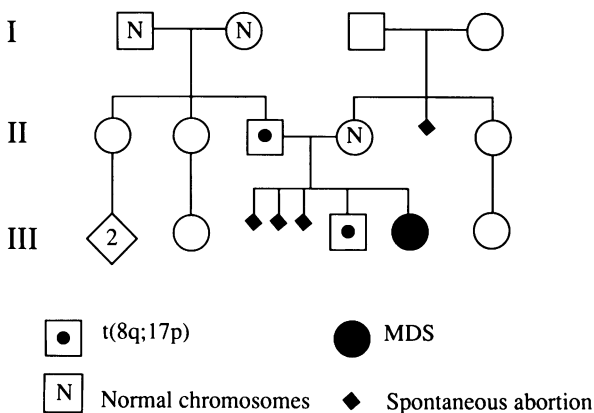 I N N
II N
III 2
t(8q;17p) MDS
N Normal chromosomes Spontaneous abortion